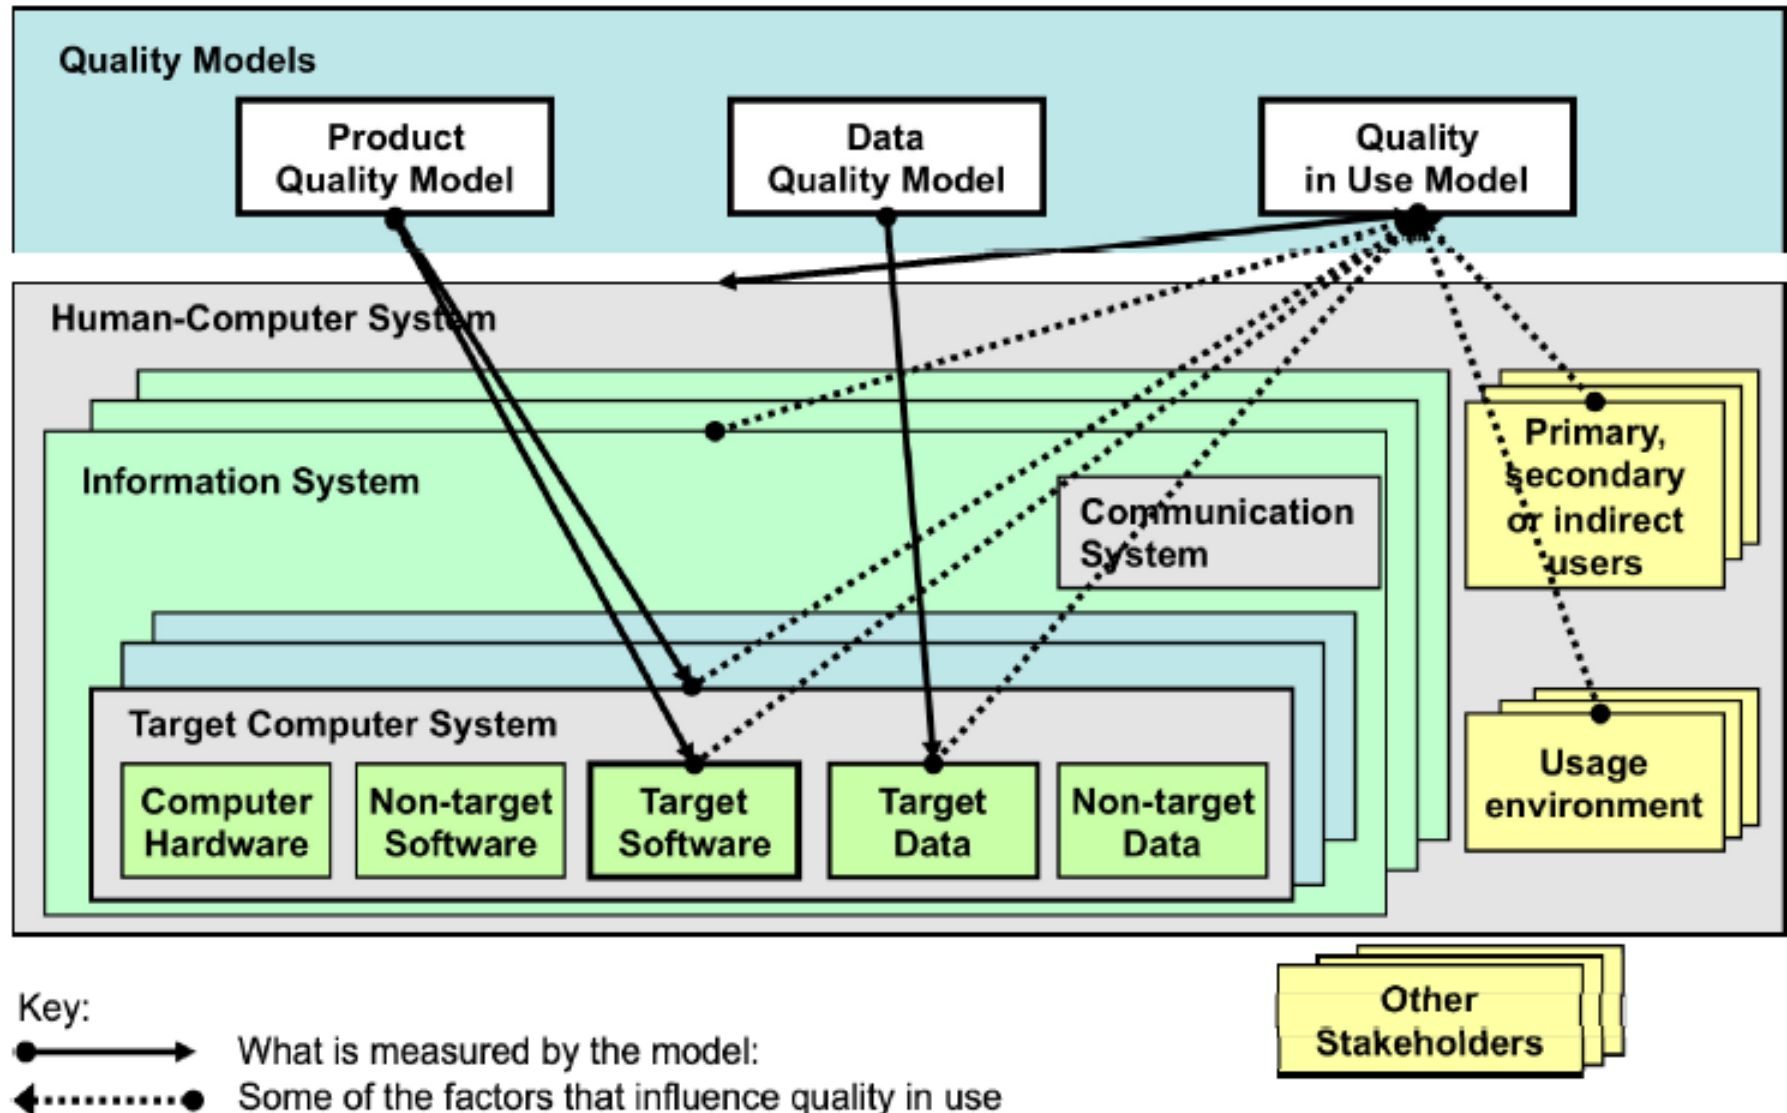 Quality Models
Product
Quality Model
Data
Quality Model
Quality
in Use Model
Human-Computer System
Information System
Communication
System
Primary,
secondary
or indirect
users
Target Computer System
Computer
Hardware
Non-target
Software
Target
Software
Target
Data
Non-target
Data
Usage
environment
Other
Stakeholders
Key:
What is measured by the model:
Some of the factors that influence quality in use